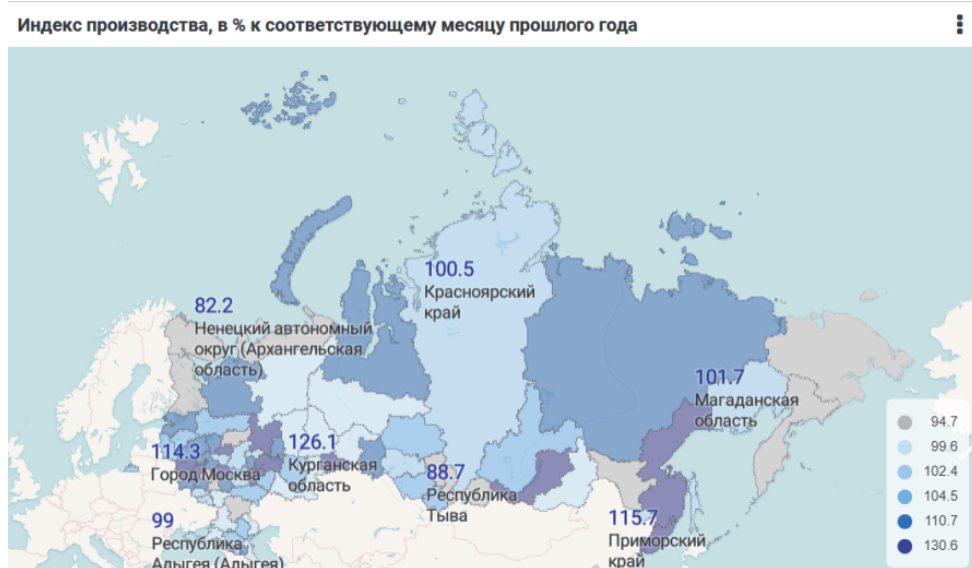 Индекс производства, в % к соответствующему месяцу прошлого года
100.5
Красноярский
край
82.2
Ненецкий автономный
округ (Архангельская
область)
101.7
Магаданская
область
126.1
Курганская
область
114.3
Город Москва
88.7
Республика
Тыва
99
Республика
Адыгея (Адыгея)
115.7
Приморский
край
94.7
99.6
102.4
104.5
110.7
130.6